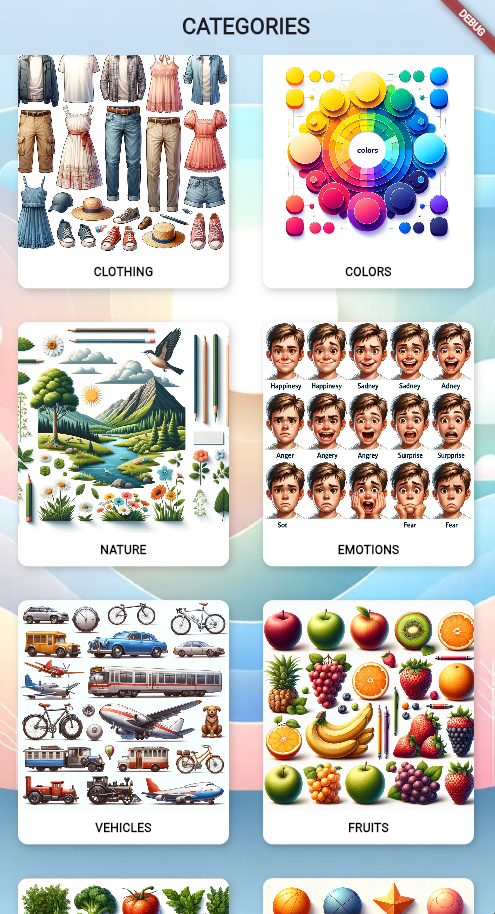 CATEGORIES
DEBUG
colors
CLOTHING
COLORS
Happinesy Happinesy Sadney Sadney Adney
Anger Angery Angrey Surprise Surpprise
Sot Fear Fear
NATURE
EMOTIONS
VEHICLES
FRUITS